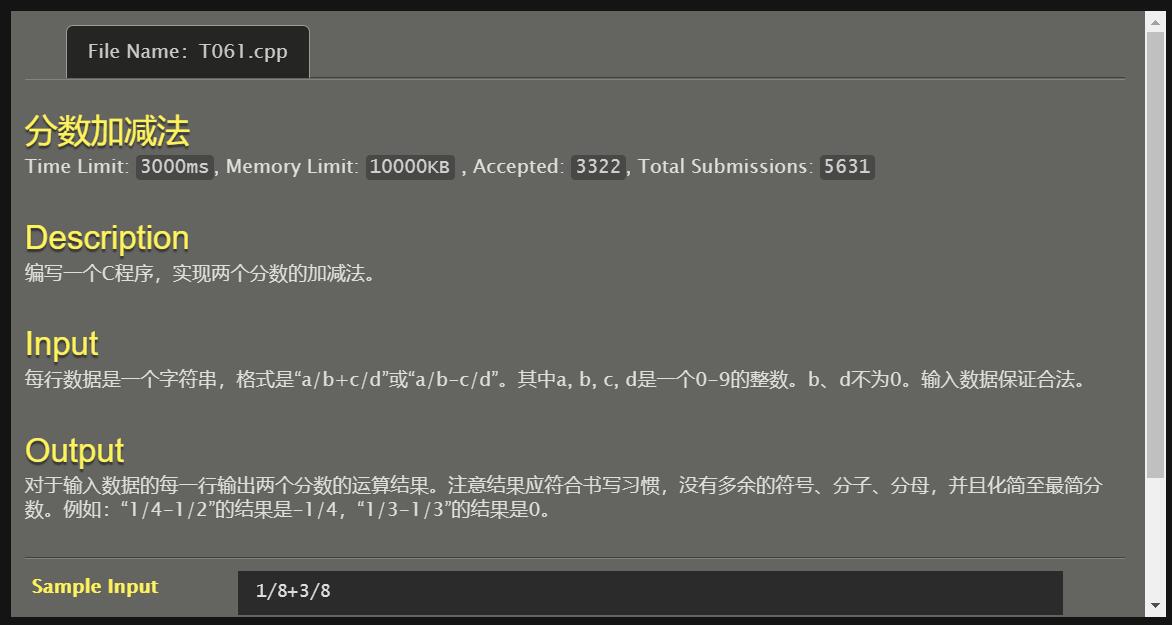 File Name: T061.cpp
分数加减法
Time Limit: 3000ms, Memory Limit: 10000KB , Accepted: 3322, Total Submissions: 5631
Description
编写一个C程序，实现两个分数的加减法。
Input
每行数据是一个字符串，格式是“a/b+c/d”或“a/b-c/d”。其中a, b, c, d是一个0-9的整数。b、d不为0。输入数据保证合法。
Output
对于输入数据的每一行输出两个分数的运算结果。注意结果应符合书写习惯，没有多余的符号、分子、分母，并且化简至最简分
数。例如：“1/4-1/2”的结果是-1/4，“1/3-1/3”的结果是0。
Sample Input
1/8+3/8